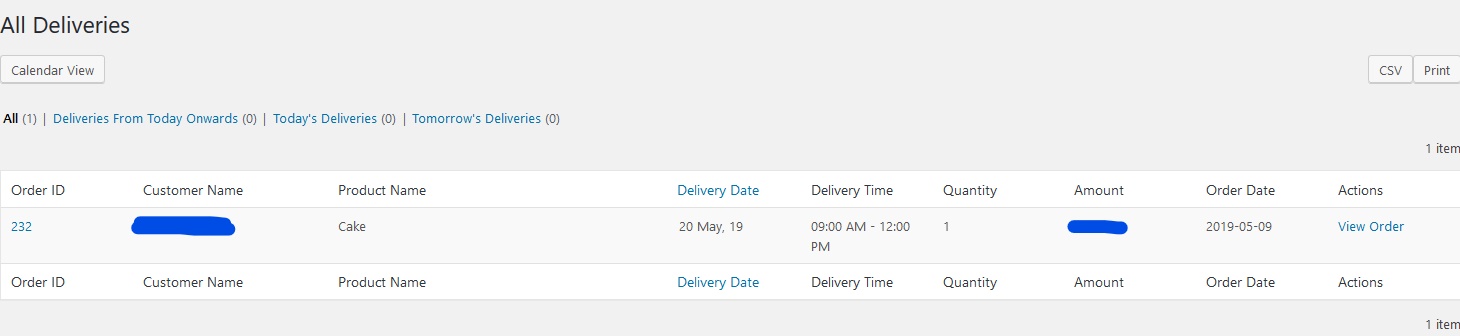 All Deliveries
Calendar View
CSV Print
All (1) | Deliveries From Today Onwards (0) | Today's Deliveries (0) | Tomorrow's Deliveries (0)
1 item
Order ID Customer Name Product Name Delivery Date Delivery Time Quantity Amount Order Date Actions
232 Cake 20 May, 19 09:00 AM - 12:00 1 2019-05-09 View Order
PM
Order ID Customer Name Product Name Delivery Date Delivery Time Quantity Amount Order Date Actions
1 item